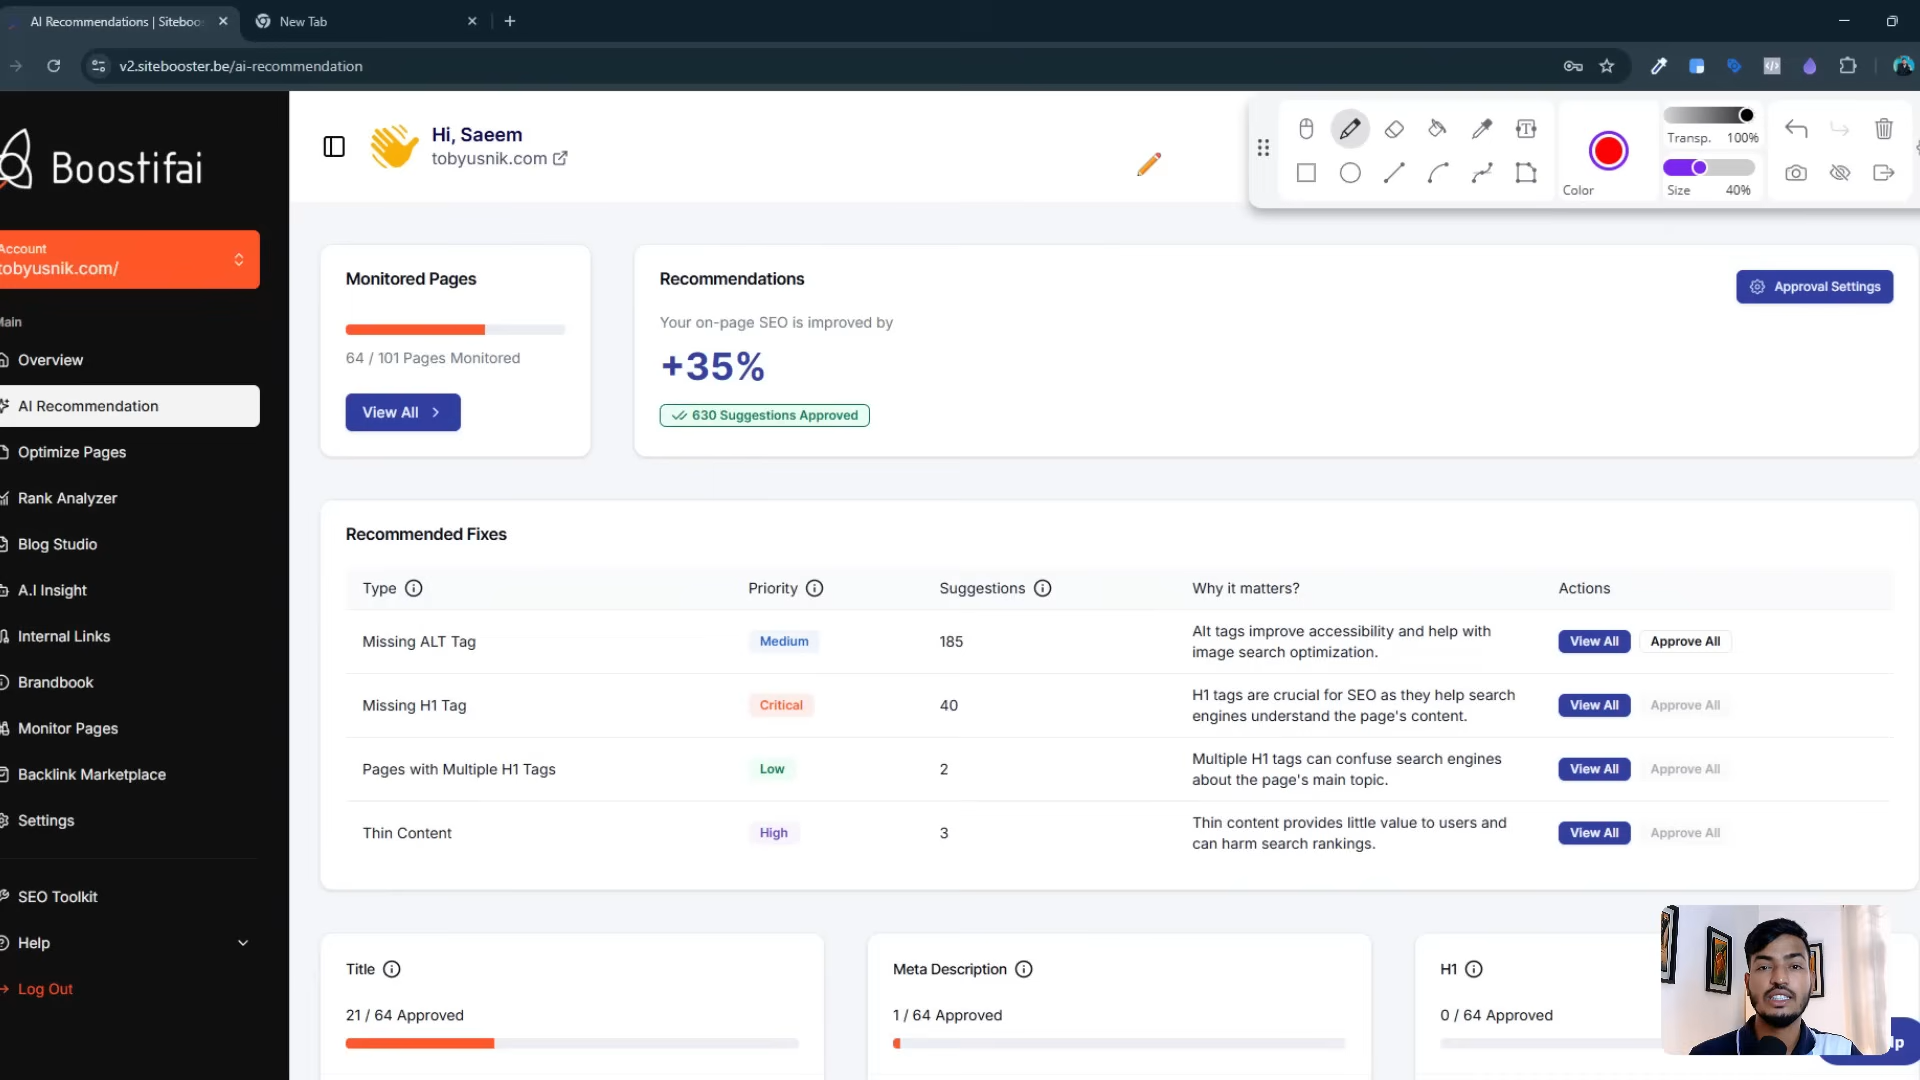 AI Recommendations | Siteboos
New Tab
v2.sitebooster.be/ai-recommendation
Boostifai
Account
tobyusnik.com/
Main
Overview
AI Recommendation
Optimize Pages
Rank Analyzer
Blog Studio
A.I Insight
Internal Links
Brandbook
Monitor Pages
Backlink Marketplace
Settings
SEO Toolkit
Help
Log Out
Hi, Saeem
tobyusnik.com
Color
Transp. 100%
Size 40%
Monitored Pages
64 / 101 Pages Monitored
View All
Recommendations
Your on-page SEO is improved by
+35%
630 Suggestions Approved
Approval Settings
Recommended Fixes
Type Priority Suggestions Why it matters? Actions
Missing ALT Tag Medium 185 Alt tags improve accessibility and help with
image search optimization. View All Approve All
Missing H1 Tag Critical 40 H1 tags are crucial for SEO as they help search
engines understand the page's content. View All Approve All
Pages with Multiple H1 Tags Low 2 Multiple H1 tags can confuse search engines
about the page's main topic. View All Approve All
Thin Content High 3 Thin content provides little value to users and
can harm search rankings. View All Approve All
Title
21 / 64 Approved
Meta Description
1 / 64 Approved
H1
0 / 64 Approved